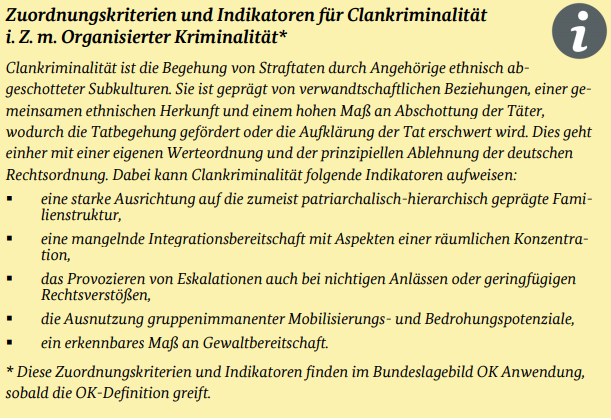 Zuordnungskriterien und Indikatoren für Clankriminalität
i. Z. m. Organisierter Kriminalität*
i
Clankriminalität ist die Begehung von Straftaten durch Angehörige ethnisch ab-
geschotteter Subkulturen. Sie ist geprägt von verwandtschaftlichen Beziehungen, einer ge-
meinsamen ethnischen Herkunft und einem hohen Maß an Abschottung der Täter,
wodurch die Tatbegehung gefördert oder die Aufklärung der Tat erschwert wird. Dies geht
einher mit einer eigenen Werteordnung und der prinzipiellen Ablehnung der deutschen
Rechtsordnung. Dabei kann Clankriminalität folgende Indikatoren aufweisen:
▪ eine starke Ausrichtung auf die zumeist patriarchalisch-hierarchisch geprägte Fami-
lienstruktur,
▪ eine mangelnde Integrationsbereitschaft mit Aspekten einer räumlichen Konzentra-
tion,
▪ das Provozieren von Eskalationen auch bei nichtigen Anlässen oder geringfügigen
Rechtsverstößen,
▪ die Ausnutzung gruppenimmanenter Mobilisierungs- und Bedrohungspotenziale,
▪ ein erkennbares Maß an Gewaltbereitschaft.
* Diese Zuordnungskriterien und Indikatoren finden im Bundeslagebild OK Anwendung,
sobald die OK-Definition greift.